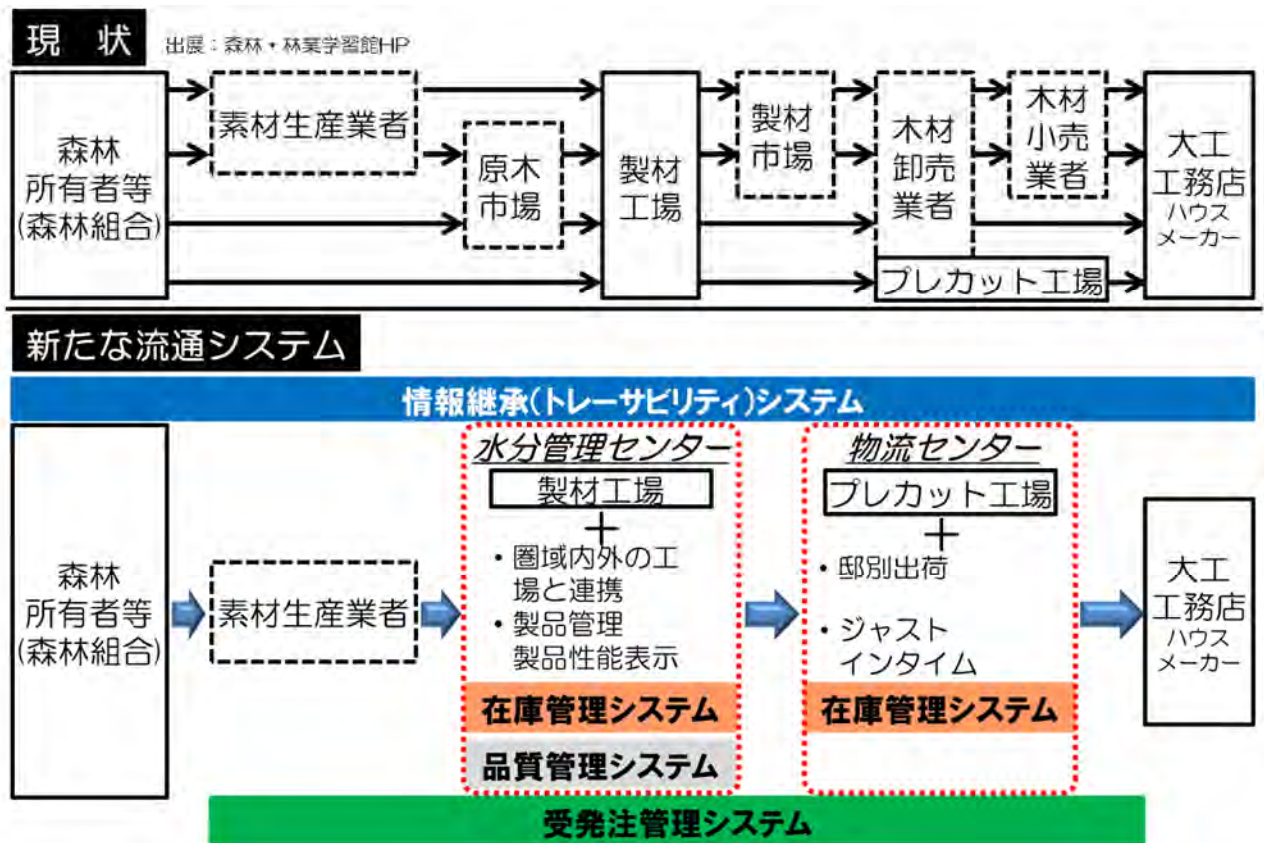 現 状
出展：森林・林業学習館HP
森林
所有者等
(森林組合)
素材生産業者
原木
市場
製材
工場
製材
市場
木材
卸売
業者
プレカット工場
木材
小売
業者
大工
工務店
ハウス
メーカー
新たな流通システム
情報継承(トレーサビリティ)システム
森林
所有者等
(森林組合)
素材生産業者
水分管理センター
製材工場
＋
・圏域内外の工
場と連携
・製品管理
製品性能表示
在庫管理システム
品質管理システム
物流センター
プレカット工場
＋
・邸別出荷
・ジャスト
インタイム
在庫管理システム
大工
工務店
ハウス
メーカー
受発注管理システム